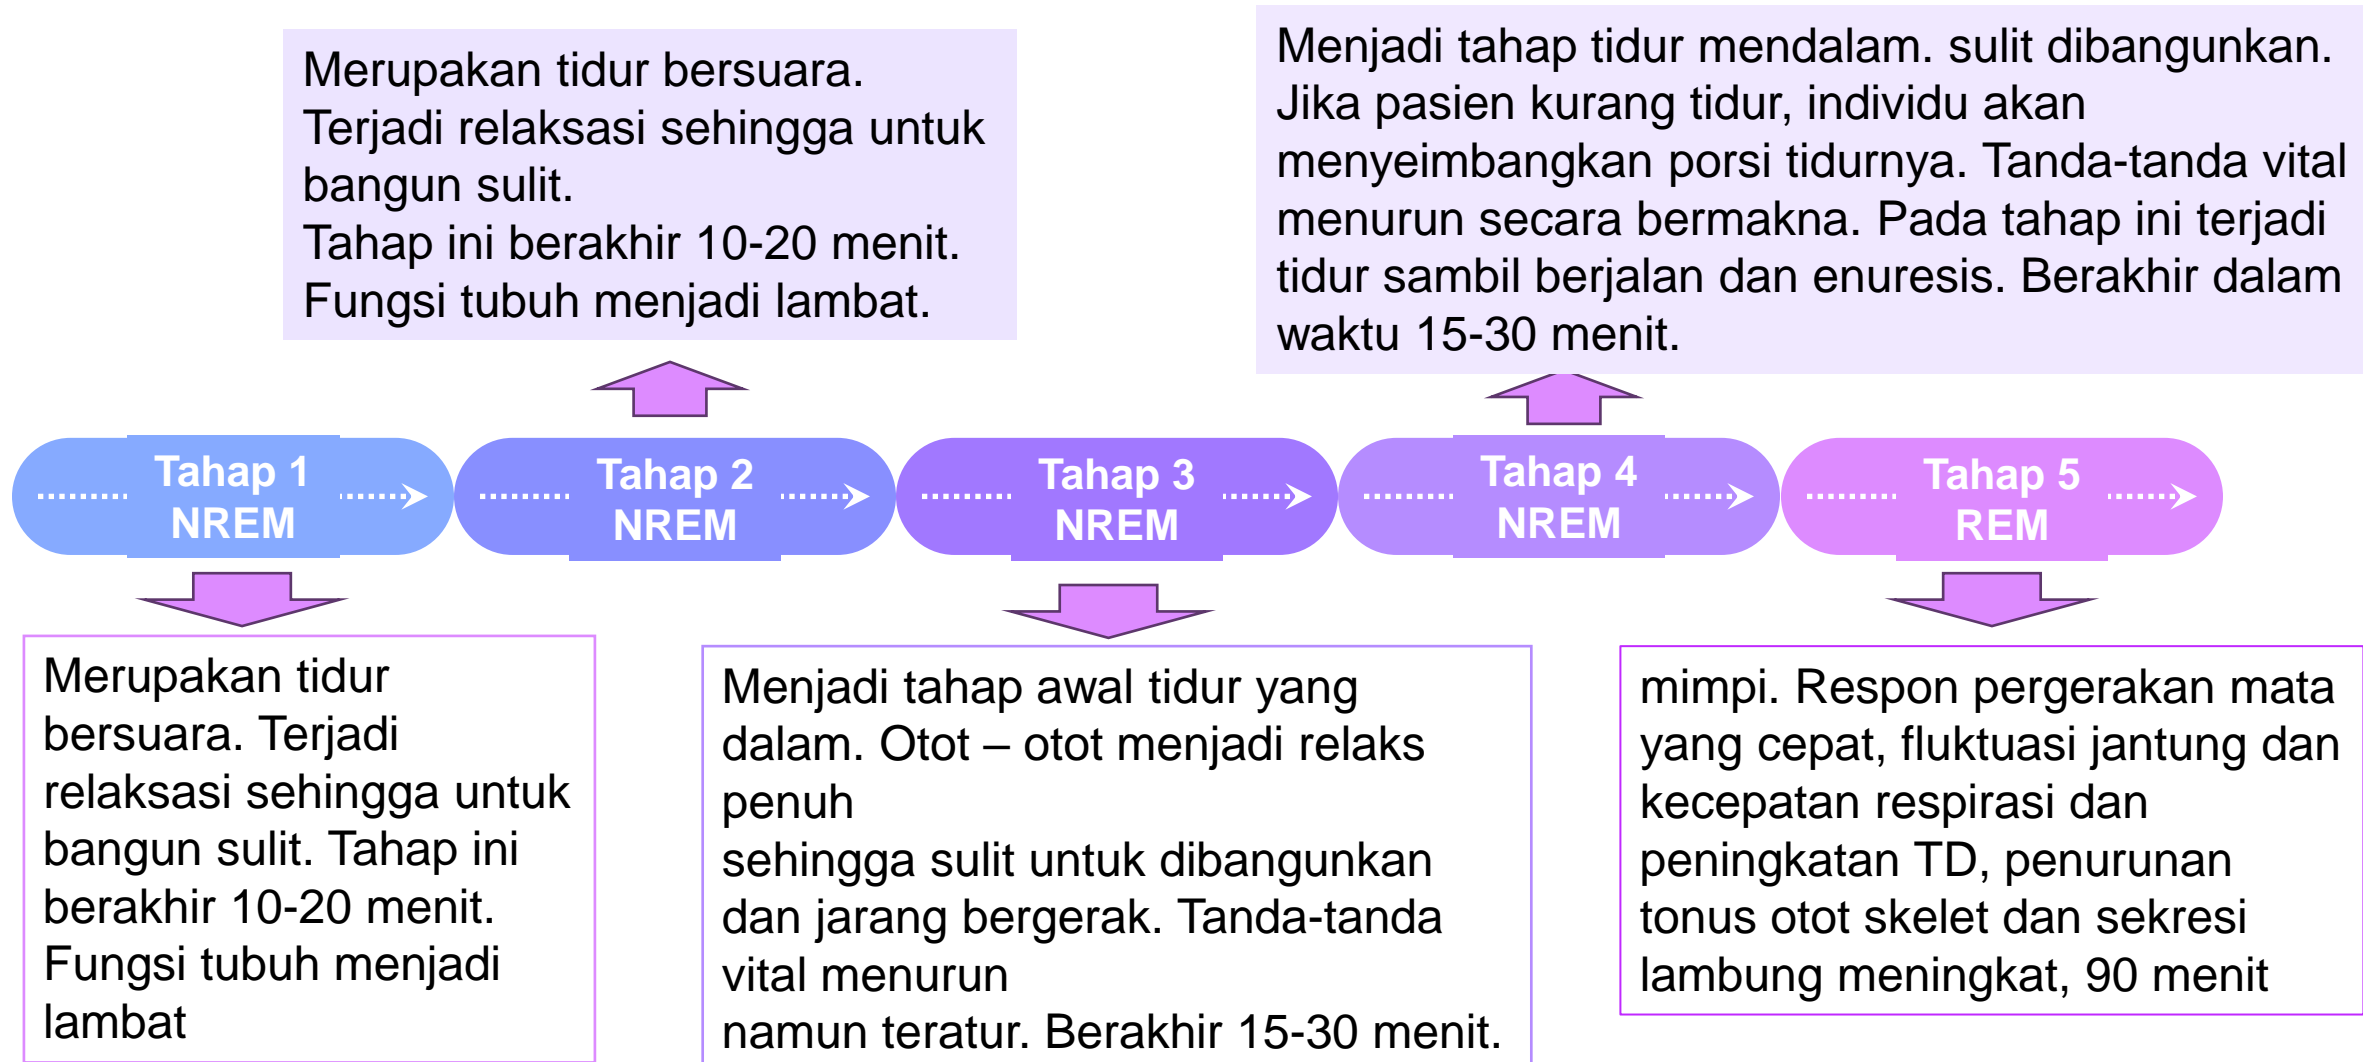 Merupakan tidur bersuara.
Terjadi relaksasi sehingga untuk
bangun sulit.
Tahap ini berakhir 10-20 menit.
Fungsi tubuh menjadi lambat.
Menjadi tahap tidur mendalam. sulit dibangunkan.
Jika pasien kurang tidur, individu akan
menyeimbangkan porsi tidurnya. Tanda-tanda vital
menurun secara bermakna. Pada tahap ini terjadi
tidur sambil berjalan dan enuresis. Berakhir dalam
waktu 15-30 menit.
Tahap 1
NREM
Tahap 2
NREM
Tahap 3
NREM
Tahap 4
NREM
Tahap 5
REM
Merupakan tidur
bersuara. Terjadi
relaksasi sehingga untuk
bangun sulit. Tahap ini
berakhir 10-20 menit.
Fungsi tubuh menjadi
lambat
Menjadi tahap awal tidur yang
dalam. Otot – otot menjadi relaks
penuh
sehingga sulit untuk dibangunkan
dan jarang bergerak. Tanda-tanda
vital menurun
namun teratur. Berakhir 15-30 menit.
mimpi. Respon pergerakan mata
yang cepat, fluktuasi jantung dan
kecepatan respirasi dan
peningkatan TD, penurunan
tonus otot skelet dan sekresi
lambung meningkat, 90 menit